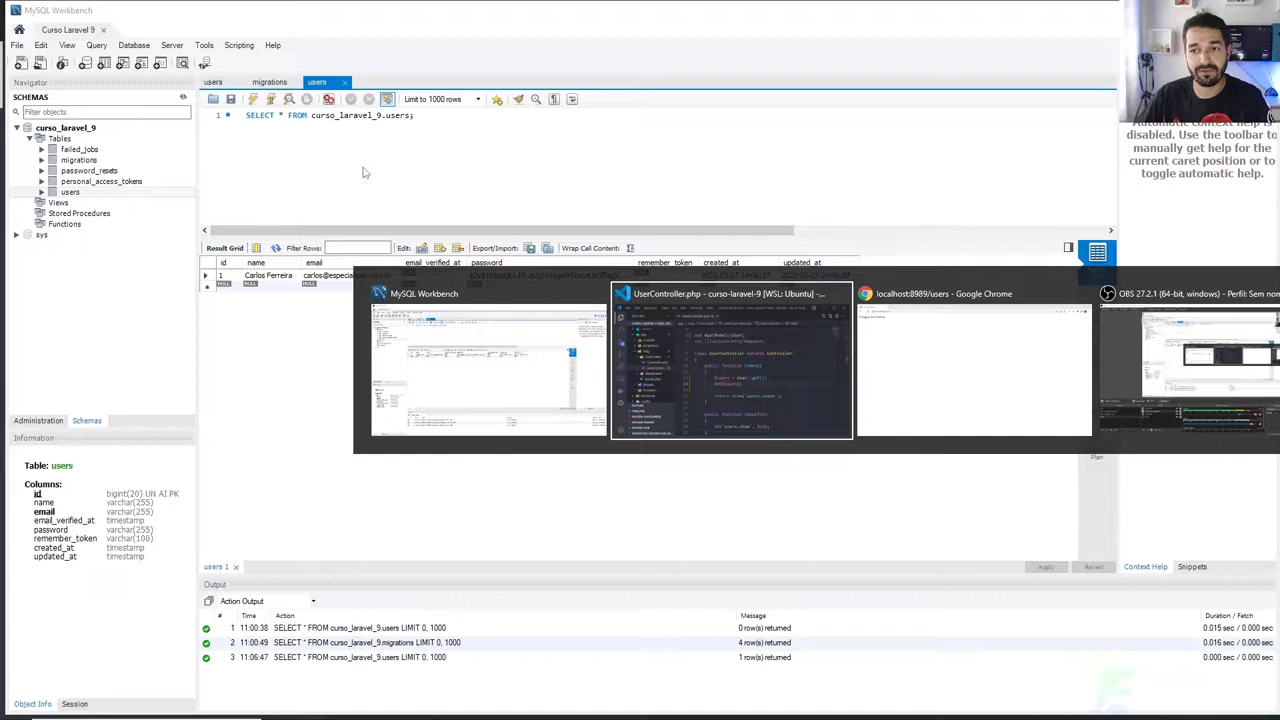 MySQL Workbench
Curso Laravel 9
File Edit View Query Database Server Tools Scripting Help
Navigator
SCHEMAS
Filter objects
curso_laravel_9
Tables
failed_jobs
migrations
password_resets
personal_access_tokens
users
Views
Stored Procedures
Functions
sys
Administration Schemas
Information
Table: users
Columns:
id bigint(20) UN AI PK
name varchar(255)
email varchar(255)
email_verified_at timestamp
password varchar(255)
remember_token varchar(100)
created_at timestamp
updated_at timestamp
Object Info Session
users migrations users
Limit to 1000 rows
1 SELECT * FROM curso_laravel_9.users;
Automatic context help is
disabled. Use the toolbar to
manually get help for the
current caret position or to
toggle automatic help.
Result Grid Filter Rows: Edit: Export/Import: Wrap Cell Content:
id name email email_verified_at password remember_token created_at updated_at
1 Carlos Ferreira
NULL NULL NULL NULL NULL NULL NULL NULL
MySQL Workbench
UserController.php - curso-laravel-9 [WSL: Ubuntu] -...
localhost:8989/users - Google Chrome
OBS 27.2.1 (64-bit, windows) - Perfil: Sem nom
Plan
users 1
Apply Revert
Context Help Snippets
Output
Action Output
# Time Action Message Duration / Fetch
1 11:00:38 SELECT * FROM curso_laravel_9.users LIMIT 0, 1000 0 row(s) returned 0.015 sec / 0.000 sec
2 11:00:49 SELECT * FROM curso_laravel_9.migrations LIMIT 0, 1000 4 row(s) returned 0.016 sec / 0.000 sec
3 11:06:47 SELECT * FROM curso_laravel_9.users LIMIT 0, 1000 1 row(s) returned 0.000 sec / 0.000 sec